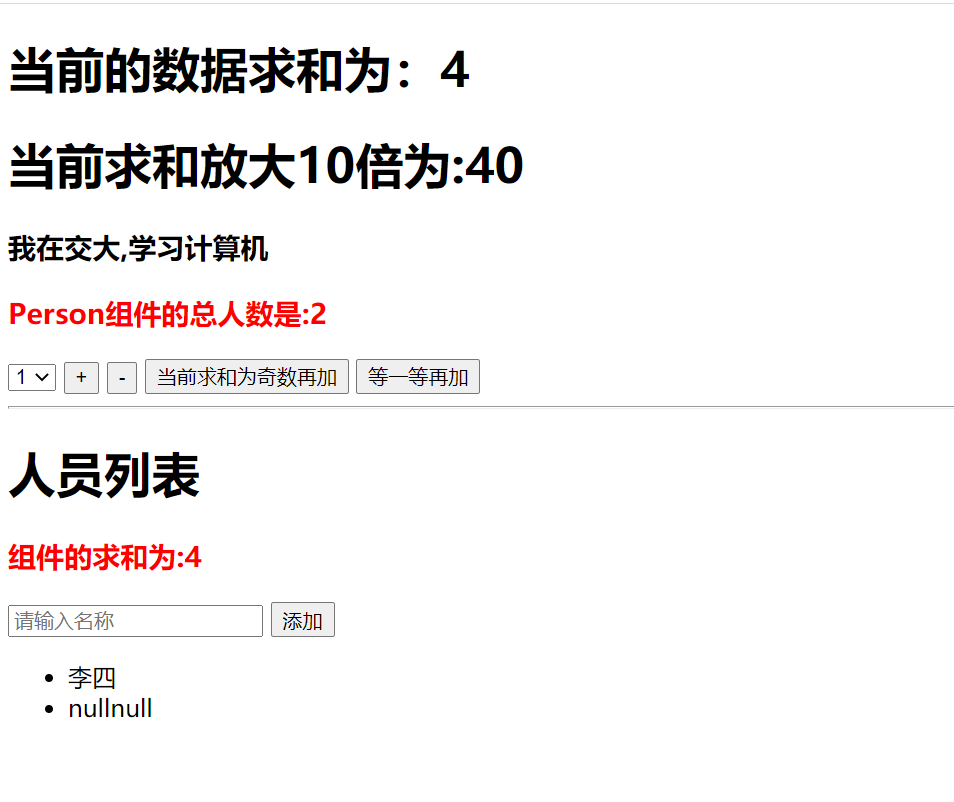 当前的数据求和为：4
当前求和放大10倍为:40
我在交大,学习计算机
Person组件的总人数是:2
1 + - 当前求和为奇数再加 等一等再加
人员列表
组件的求和为:4
请输入名称 添加
李四
nullnull